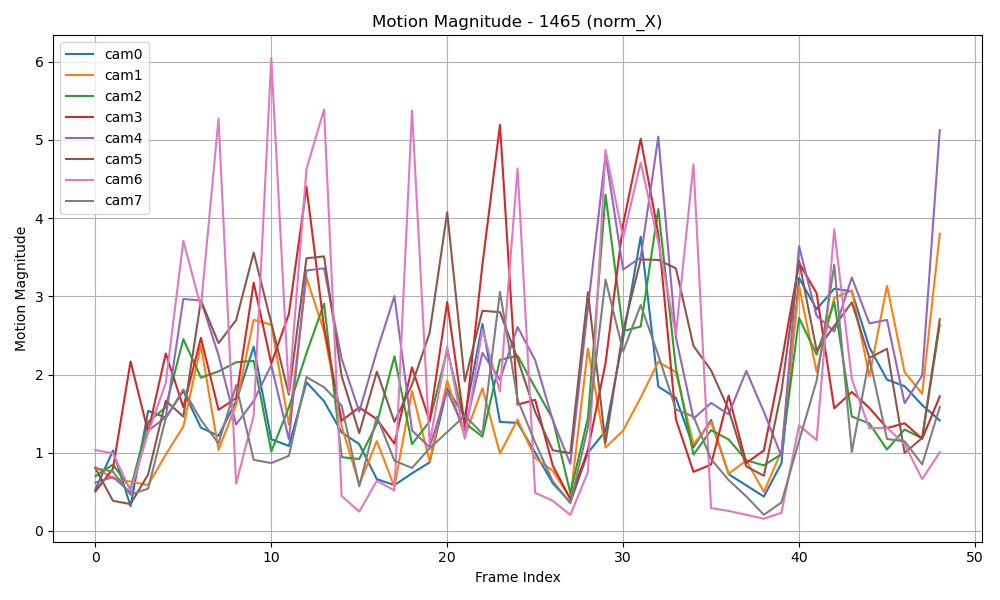 Motion Magnitude - 1465 (norm_X)
cam0
cam1
cam2
cam3
cam4
cam5
cam6
cam7
Motion Magnitude
6
5
4
3
2
1
0
0 10 20 30 40 50
Frame Index